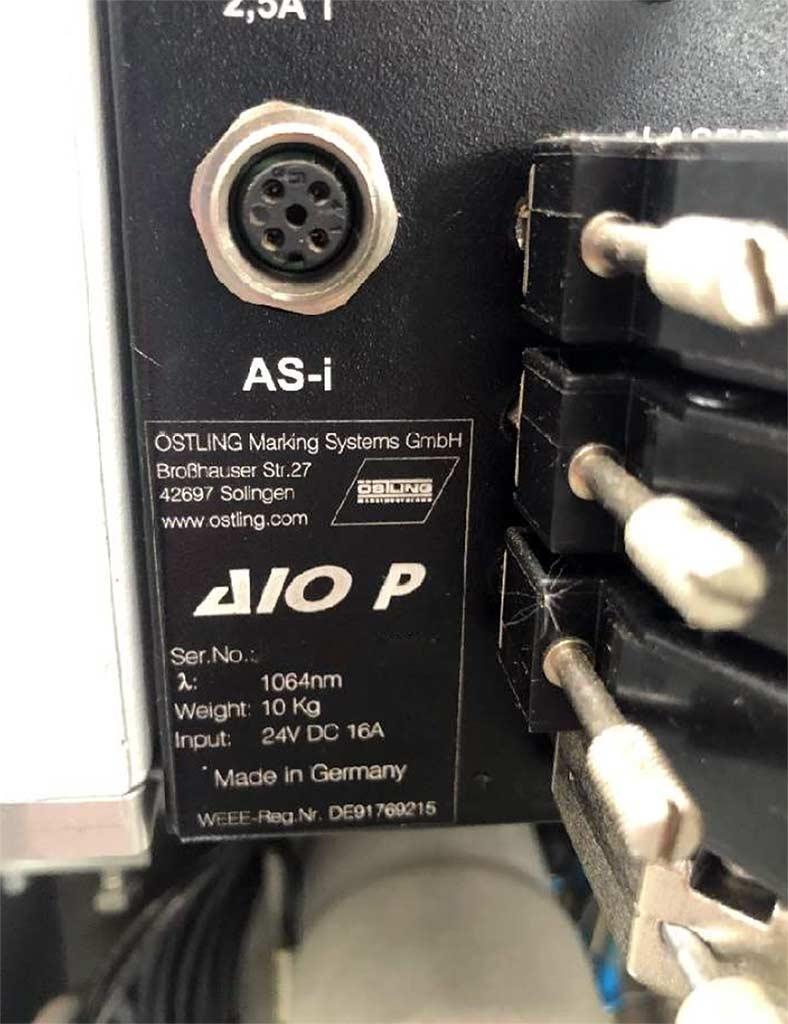 2,5A T
LASER
AS-i
ÖSTLING Marking Systems GmbH
Broßhauser Str.27
42697 Solingen
www.ostling.com
ÖSTLING
AIO P
Ser.No.:
λ: 1064nm
Weight: 10 Kg
Input: 24V DC 16A
Made in Germany
WEEE-Reg.Nr. DE91769215